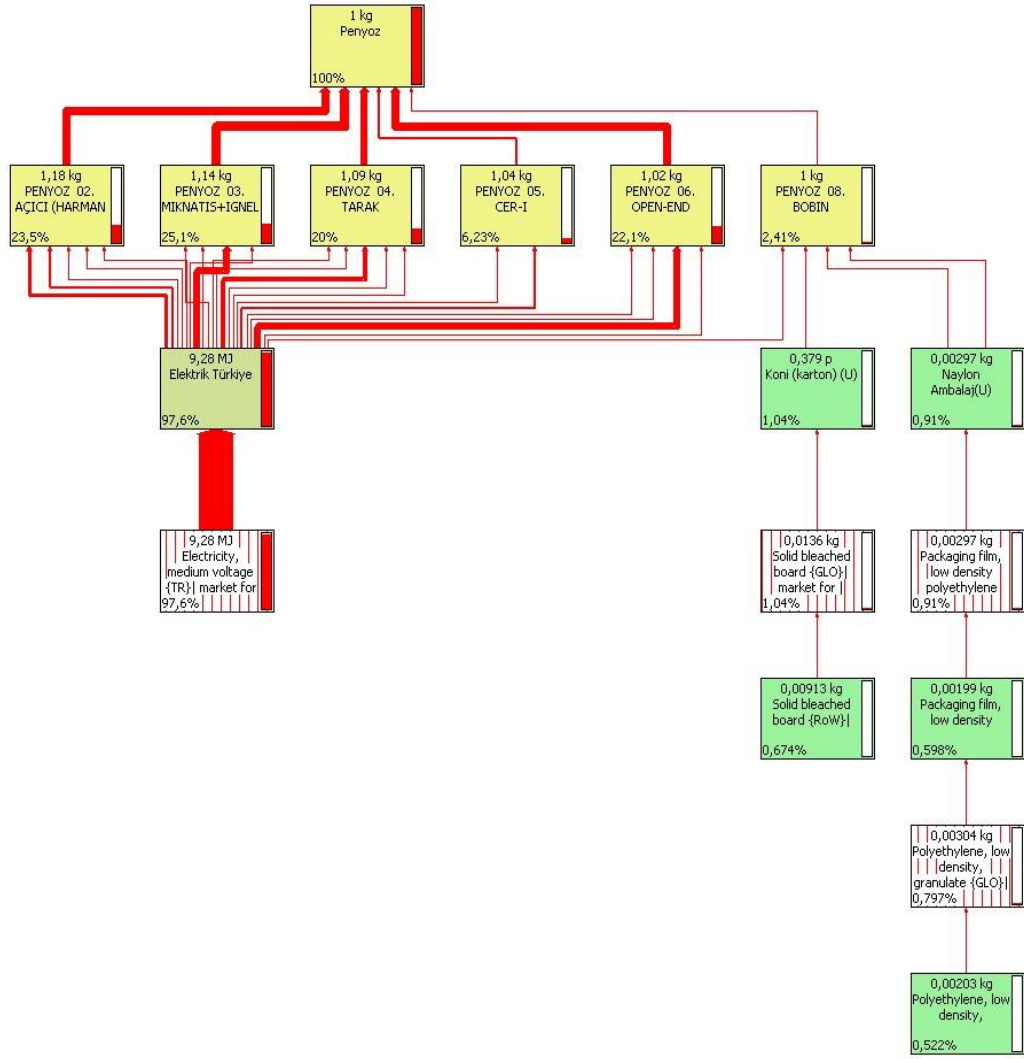 1 kg
Penyoz
100%
1,18 kg
PENYOZ 02.
AÇICI (HARMAN
23,5%
1,14 kg
PENYOZ 03.
MIKNATIS+IGNEL
25,1%
1,09 kg
PENYOZ 04.
TARAK
20%
1,04 kg
PENYOZ 05.
CER-I
6,23%
1,02 kg
PENYOZ 06.
OPEN-END
22,1%
1 kg
PENYOZ 08.
BOBIN
2,41%
9,28 MJ
Elektrik Türkiye
97,6%
0,379 p
Koni (karton) (U)
1,04%
0,00297 kg
Naylon
Ambalaj(U)
0,91%
9,28 MJ
Electricity,
medium voltage
{TR}| market for
97,6%
0,0136 kg
Solid bleached
board {GLO}|
market for |
1,04%
0,00297 kg
Packaging film,
low density
polyethylene
0,91%
0,00913 kg
Solid bleached
board {RoW}|
0,674%
0,00199 kg
Packaging film,
low density
0,598%
0,00304 kg
Polyethylene, low
density,
granulate {GLO}|
0,797%
0,00203 kg
Polyethylene, low
density,
0,522%